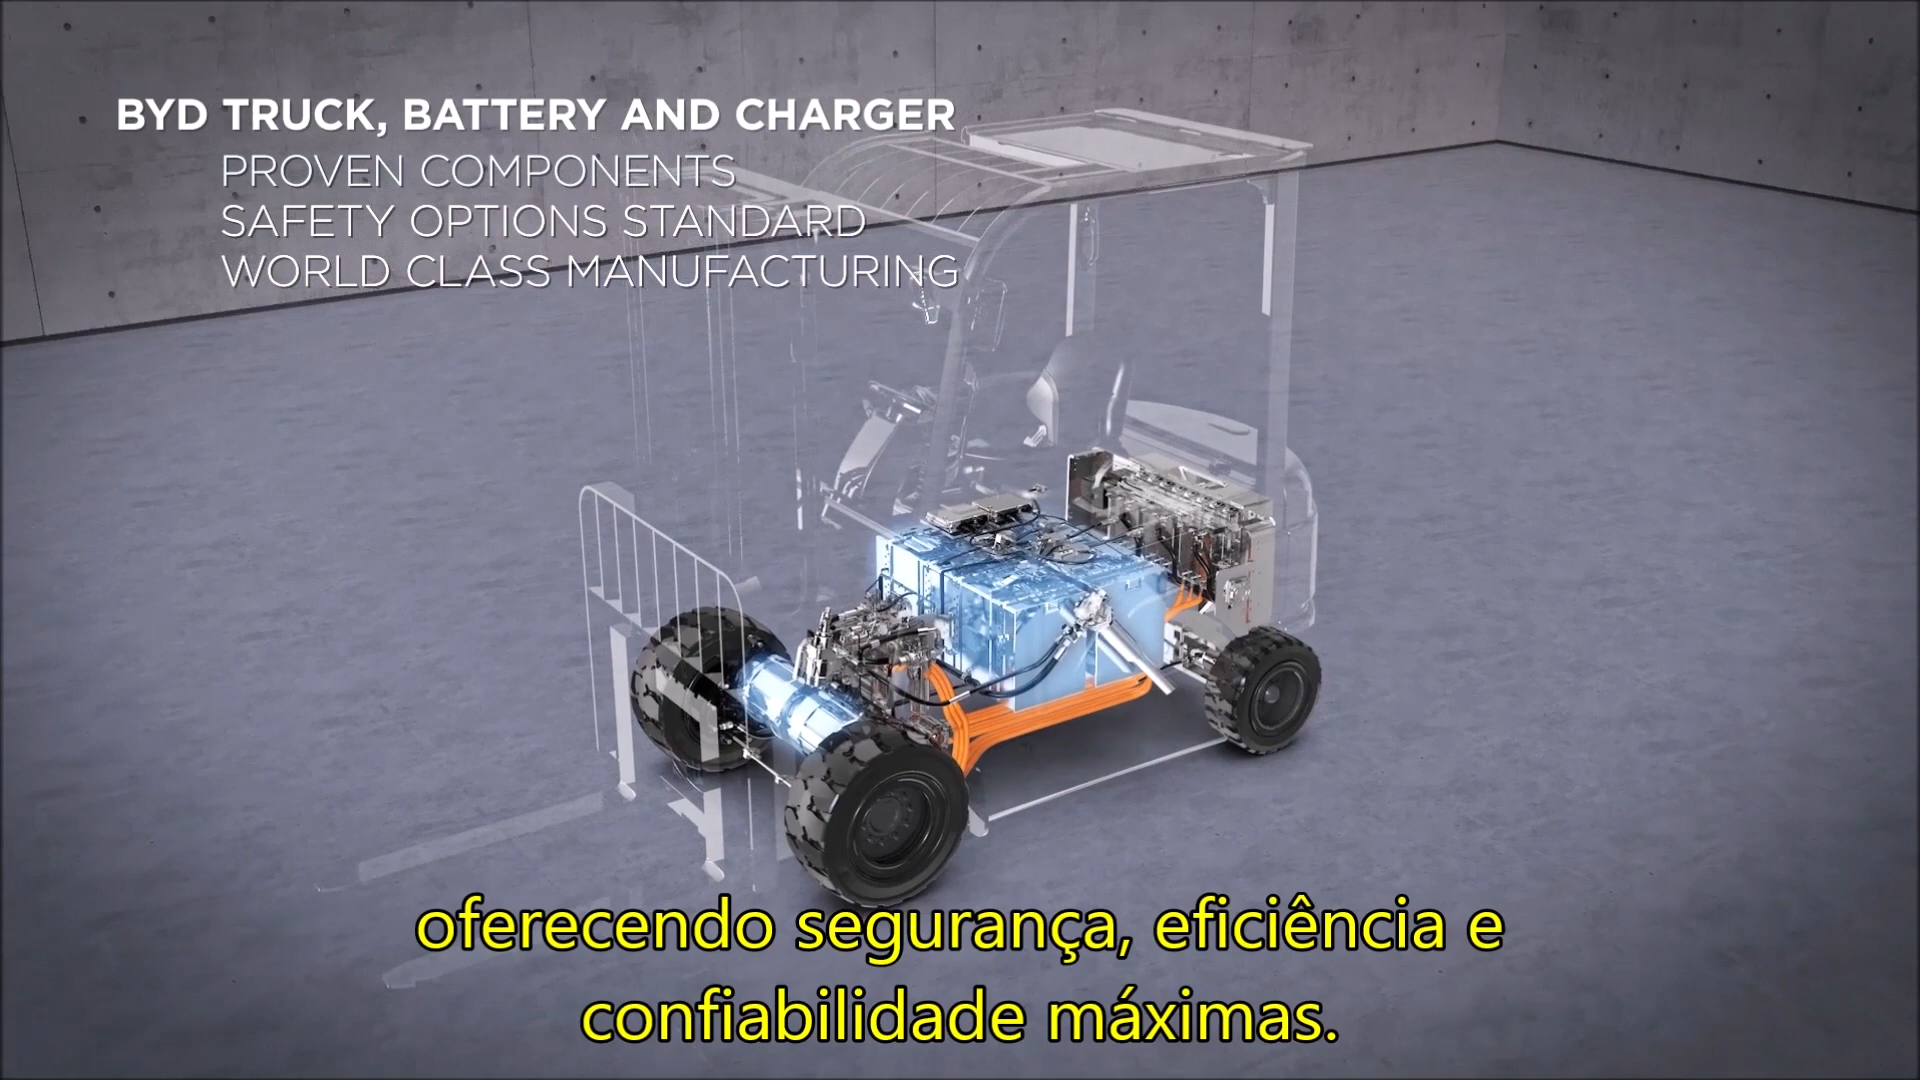 BYD TRUCK, BATTERY AND CHARGER
PROVEN COMPONENTS
SAFETY OPTIONS STANDARD
WORLD CLASS MANUFACTURING
oferecendo segurança, eficiência e
confiabilidade máximas.